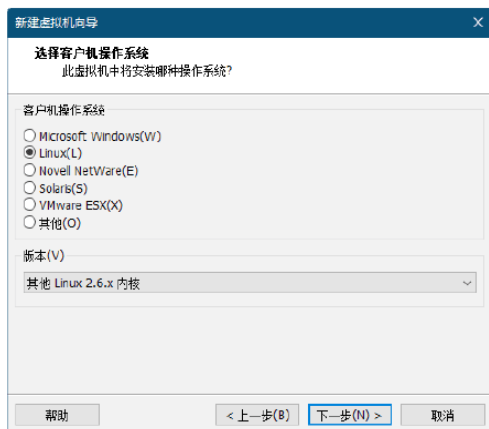 新建虚拟机向导
选择客户机操作系统
此虚拟机中将安装哪种操作系统?
客户机操作系统
Microsoft Windows(W)
Linux(L)
Novell NetWare(E)
Solaris(S)
VMware ESX(X)
其他(O)
版本(V)
其他 Linux 2.6.x 内核
帮助 < 上一步(B) 下一步(N) > 取消